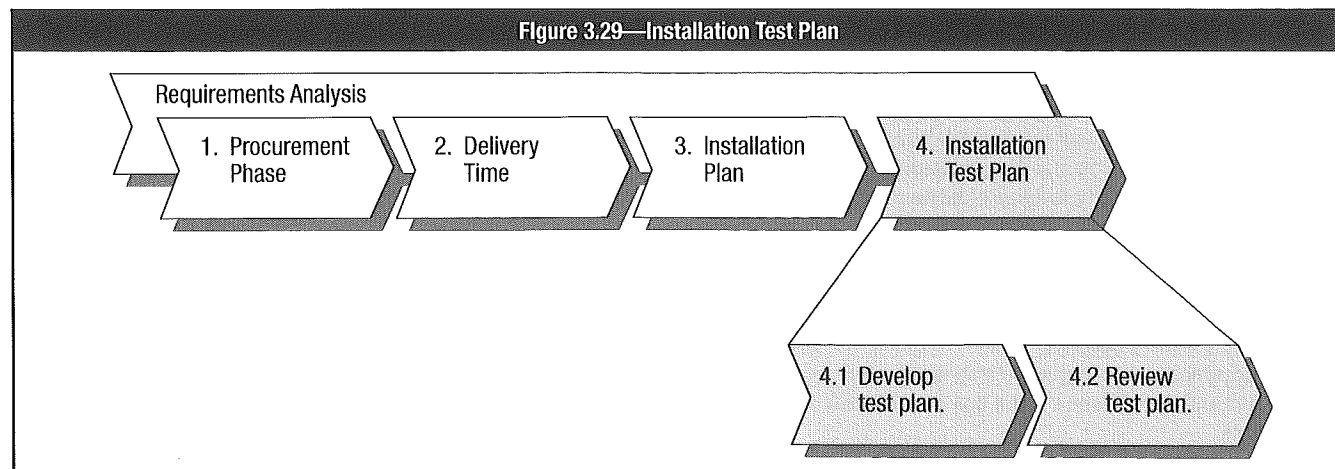 Figure 3.29—Installation Test Plan
Requirements Analysis
1. Procurement
Phase
2. Delivery
Time
3. Installation
Plan
4. Installation
Test Plan
4.1 Develop
test plan.
4.2 Review
test plan.